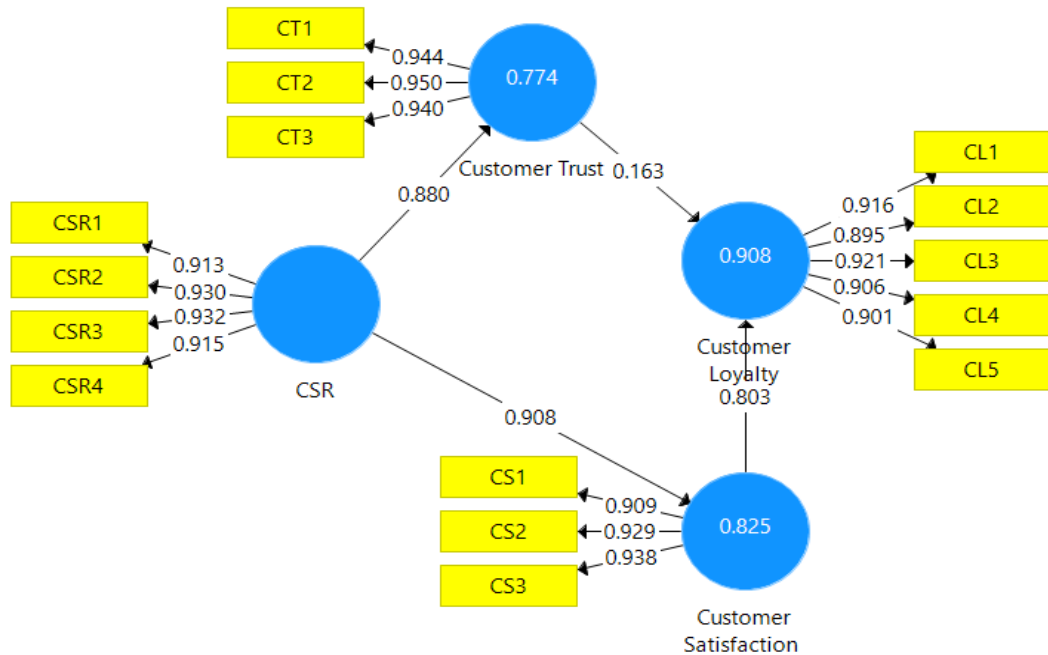 CT1
0.944
CT2
0.950
CT3
0.940
0.774
Customer Trust
0.880
0.163
CSR1
0.913
CSR2
0.930
CSR3
0.932
CSR4
0.915
CSR
0.908
CL1
0.916
CL2
0.895
CL3
0.921
CL4
0.906
CL5
0.901
0.908
Customer
Loyalty
0.803
CS1
0.909
CS2
0.929
CS3
0.938
0.825
Customer
Satisfaction